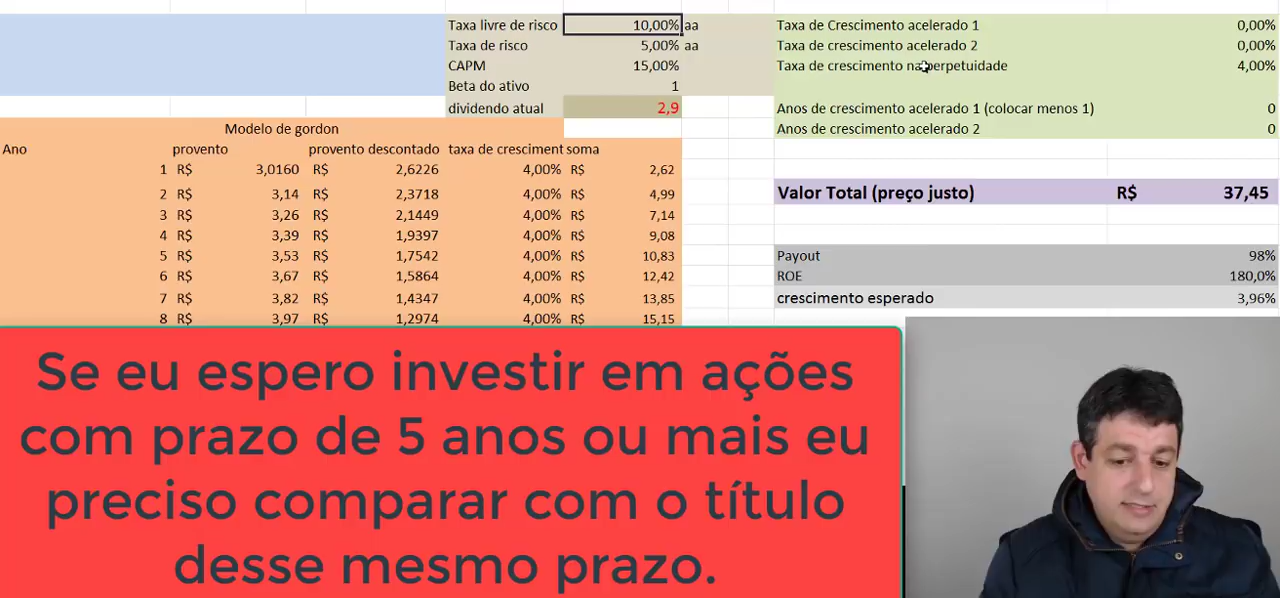 Taxa livre de risco 10,00% aa
Taxa de risco 5,00% aa
CAPM 15,00%
Beta do ativo 1
dividendo atual 2,9
Taxa de Crescimento acelerado 1 0,00%
Taxa de crescimento acelerado 2 0,00%
Taxa de crescimento na perpetuidade 4,00%
Anos de crescimento acelerado 1 (colocar menos 1) 0
Anos de crescimento acelerado 2 0
Modelo de gordon
Ano provento provento descontado taxa de cresciment soma
1 R$ 3,0160 R$ 2,6226 4,00% R$ 2,62
2 R$ 3,14 R$ 2,3718 4,00% R$ 4,99
3 R$ 3,26 R$ 2,1449 4,00% R$ 7,14
4 R$ 3,39 R$ 1,9397 4,00% R$ 9,08
5 R$ 3,53 R$ 1,7542 4,00% R$ 10,83
6 R$ 3,67 R$ 1,5864 4,00% R$ 12,42
7 R$ 3,82 R$ 1,4347 4,00% R$ 13,85
8 R$ 3,97 R$ 1,2974 4,00% R$ 15,15
Valor Total (preço justo) R$ 37,45
Payout 98%
ROE 180,0%
crescimento esperado 3,96%
Se eu espero investir em ações
com prazo de 5 anos ou mais eu
preciso comparar com o título
desse mesmo prazo.